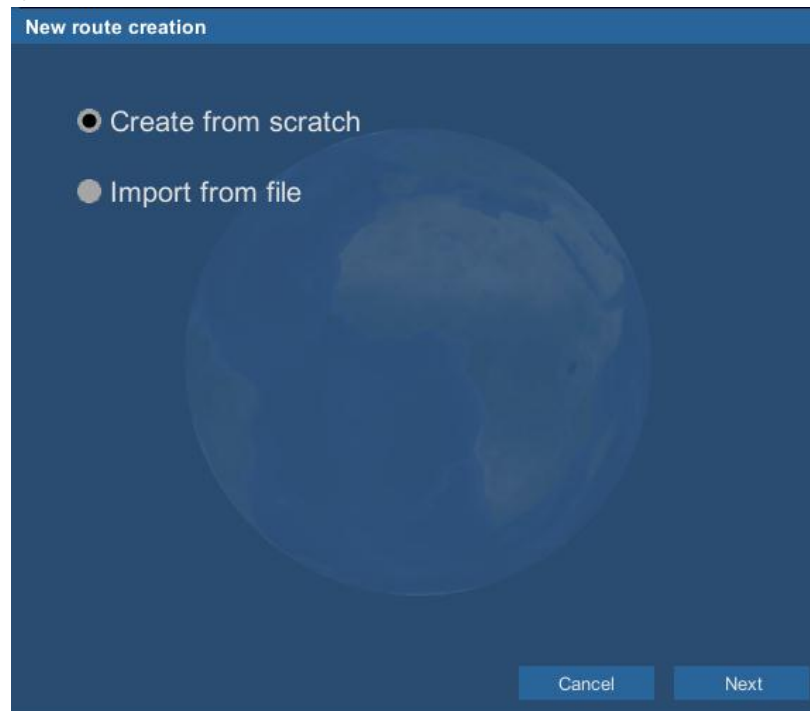 New route creation
Create from scratch
Import from file
Cancel Next